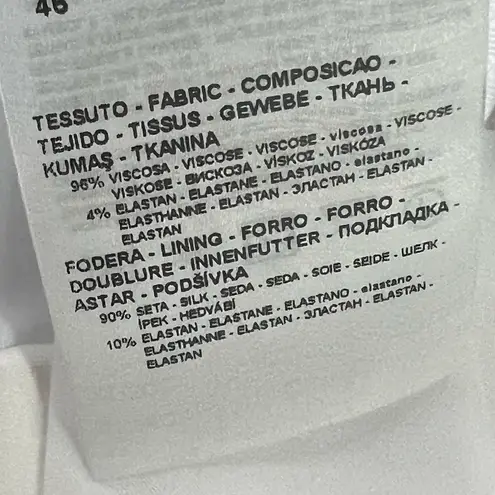 46
TESSUTO - FABRIC - COMPOSICAO -
TEJIDO - TISSUS - GEWEBE - ТКАНЬ -
KUMAŞ - TKANINA
96% VISCOSA - VISCOSE - VISCOSE - viscosa - VISCOSE -
VISKOSE - ВИСКОЗА - VİSKOZ - VISKÓZA
4% ELASTAN - ELASTANE - ELASTANO - elastano -
ELASTHANNE - ELASTAN - ЭЛАСТАН - ELASTAN -
ELASTAN
FODERA - LINING - FORRO - FORRO -
DOUBLURE - INNENFUTTER - ПОДКЛАДКА -
ASTAR - PODŠÍVKA
90% SETA - SILK - SEDA - SEDA - SOIE - SEIDE - ШЕЛК -
İPEK - HEDVÁBÍ
10% ELASTAN - ELASTANE - ELASTANO - elastano -
ELASTHANNE - ELASTAN - ЭЛАСТАН - ELASTAN -
ELASTAN